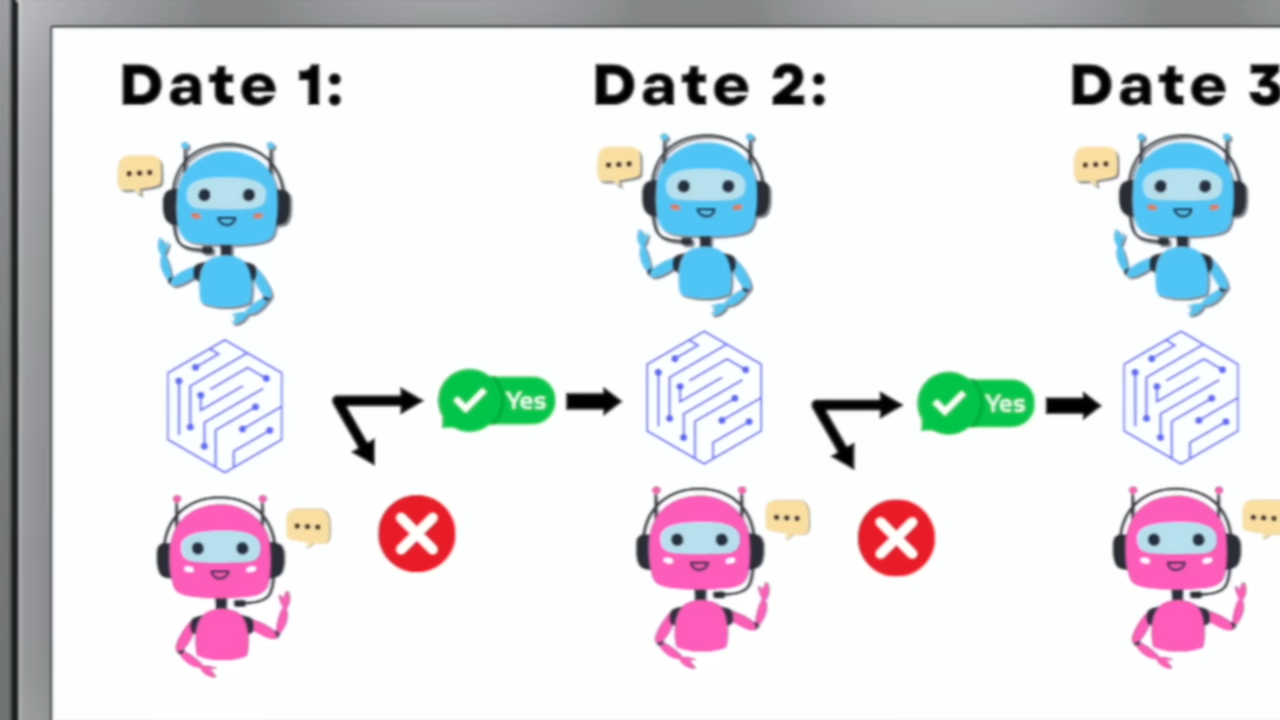 Date 1:
Date 2:
Date 3
Yes
Yes